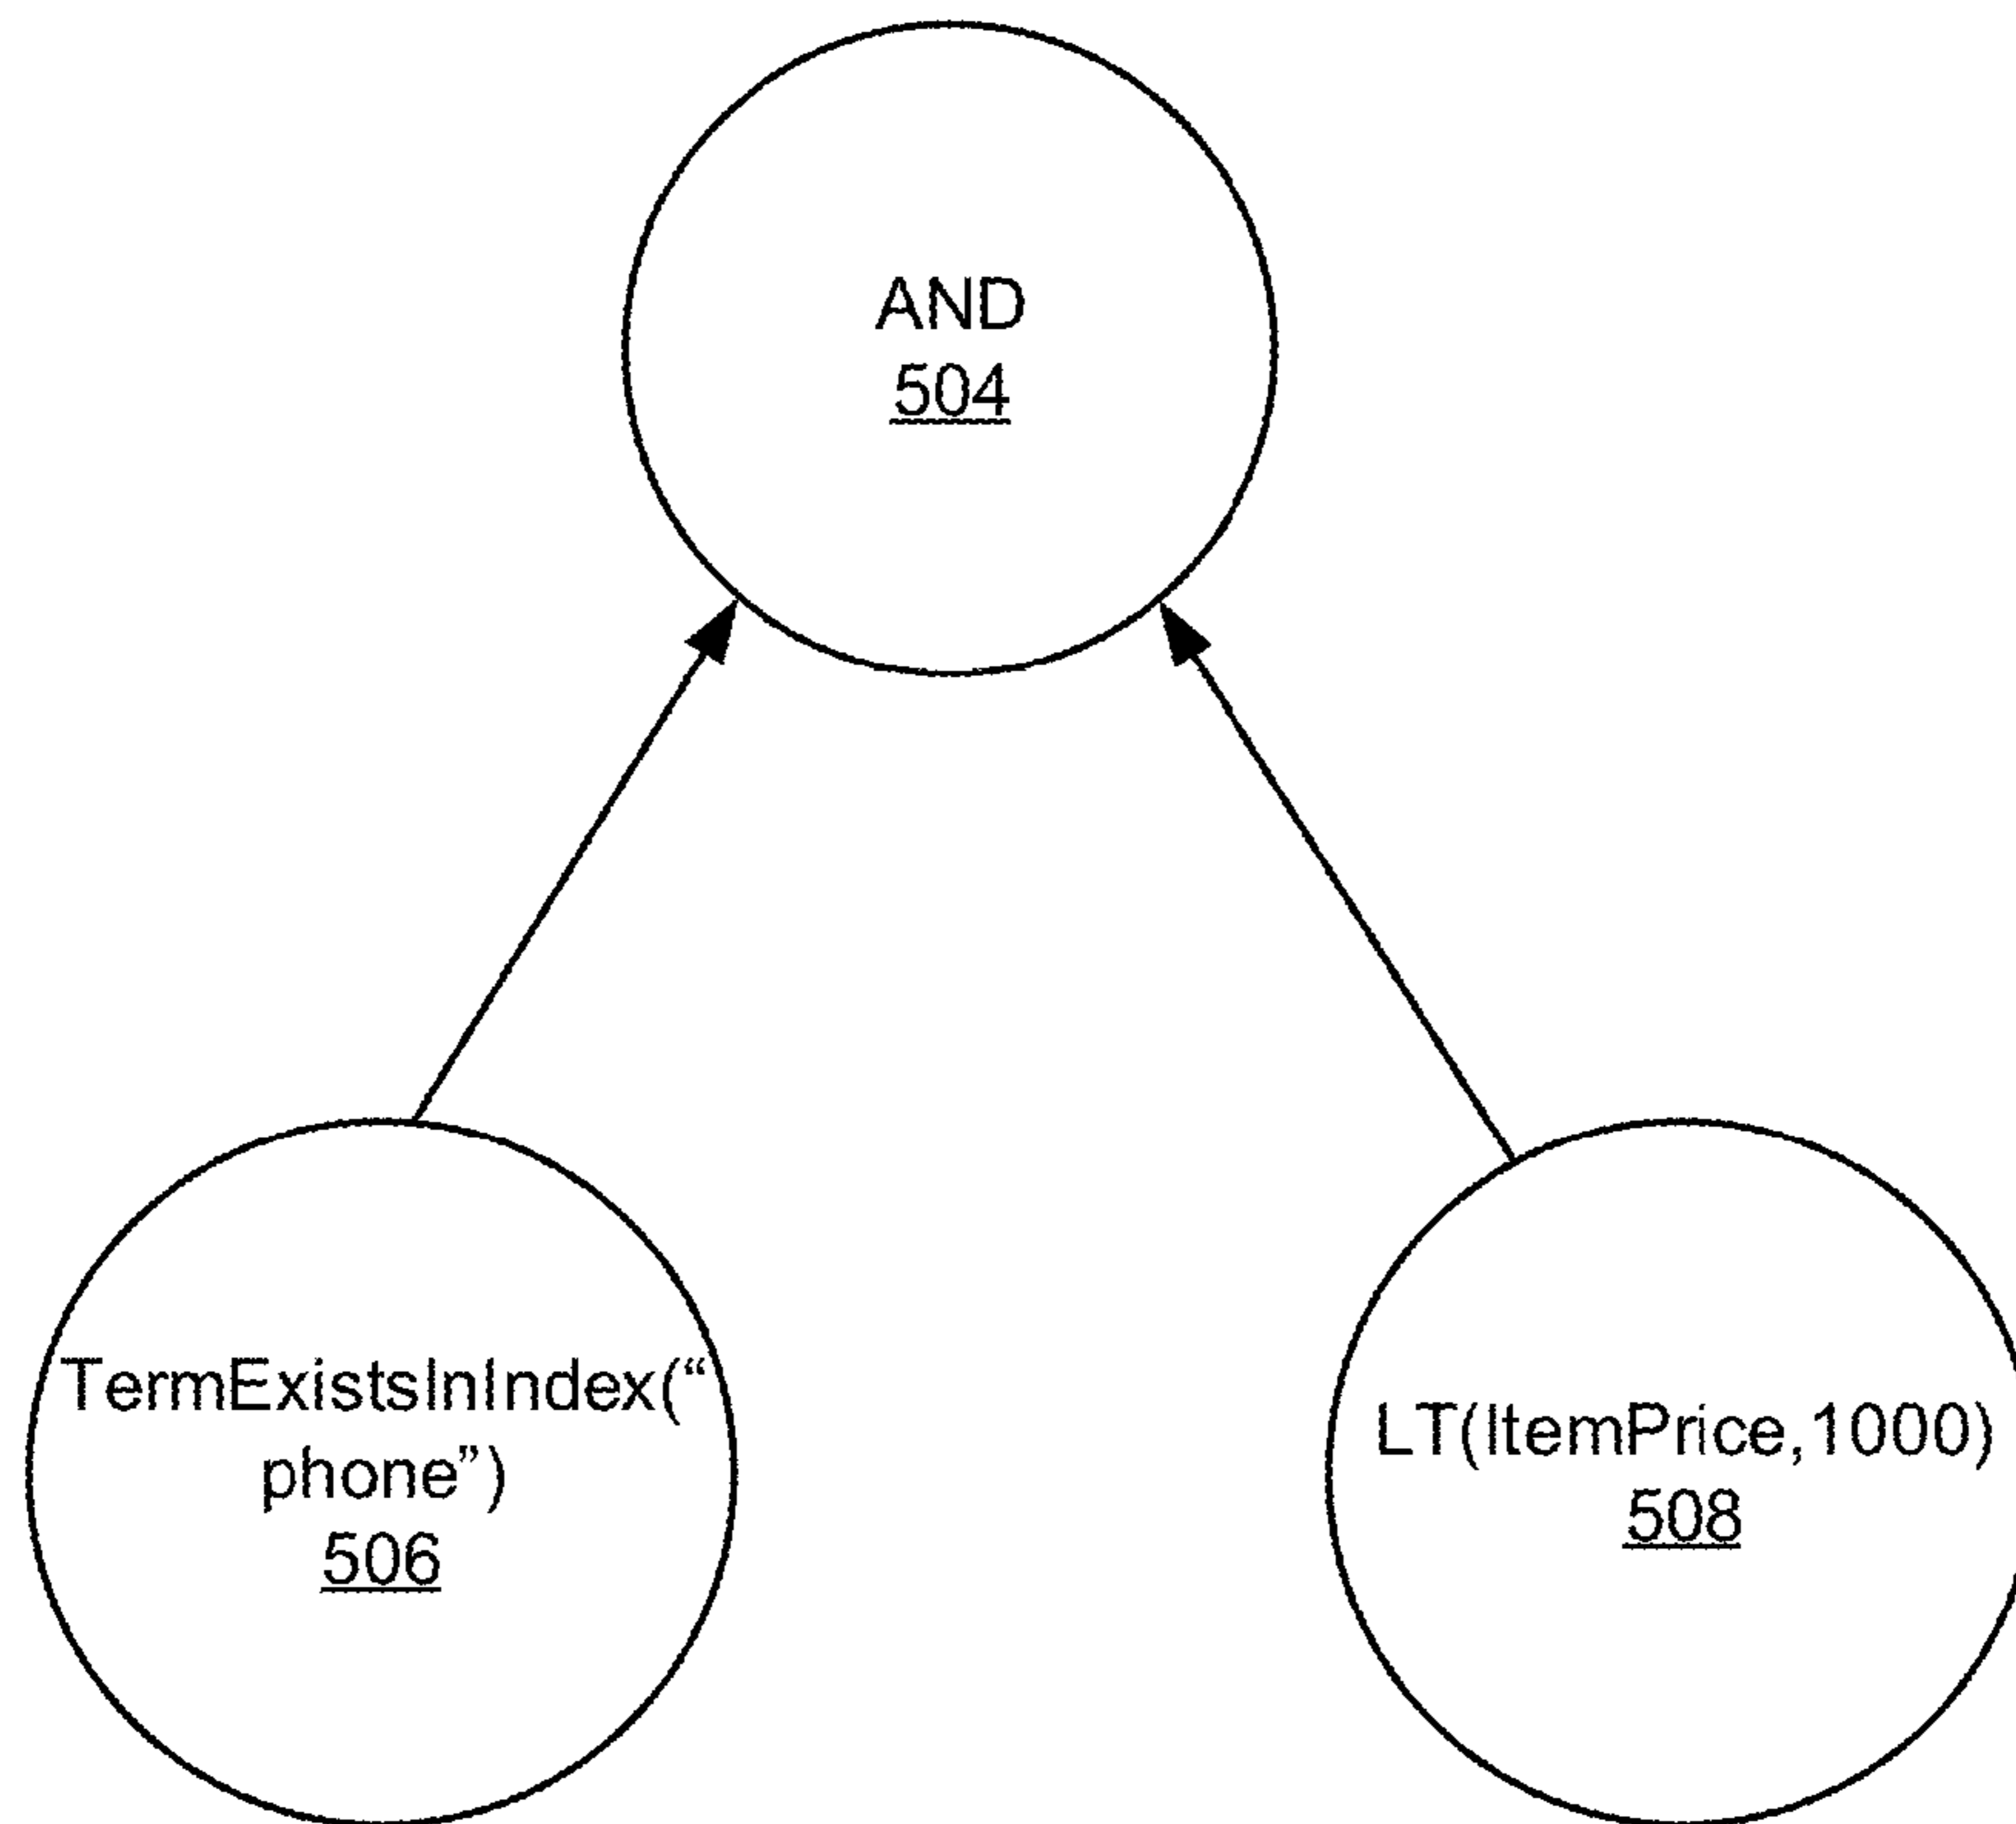 AND
504
TermExistsInIndex(“
phone”)
506
LT(ItemPrice,1000)
508